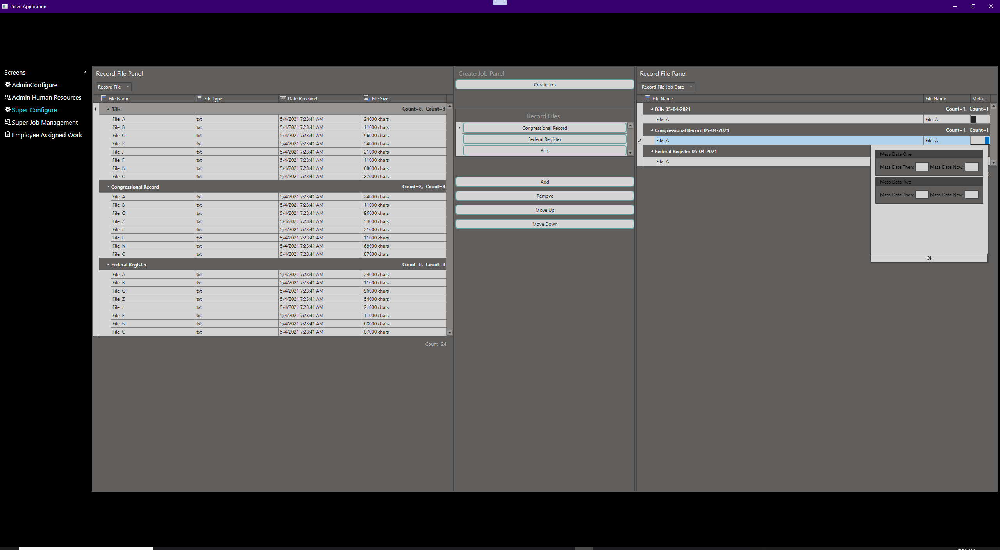 Prism Application
Screens
AdminConfigure
Admin Human Resources
Super Configure
Super Job Management
Employee Assigned Work
Record File Panel
Record File
File Name File Type Date Received File Size
Bills Count=8, Count=8
File A txt 5/4/2021 7:23:41 AM 24000 chars
File B txt 5/4/2021 7:23:41 AM 11000 chars
File Q txt 5/4/2021 7:23:41 AM 96000 chars
File Z txt 5/4/2021 7:23:41 AM 54000 chars
File J txt 5/4/2021 7:23:41 AM 21000 chars
File F txt 5/4/2021 7:23:41 AM 11000 chars
File N txt 5/4/2021 7:23:41 AM 68000 chars
File C txt 5/4/2021 7:23:41 AM 87000 chars
Congressional Record Count=8, Count=8
File A txt 5/4/2021 7:23:41 AM 24000 chars
File B txt 5/4/2021 7:23:41 AM 11000 chars
File Q txt 5/4/2021 7:23:41 AM 96000 chars
File Z txt 5/4/2021 7:23:41 AM 54000 chars
File J txt 5/4/2021 7:23:41 AM 21000 chars
File F txt 5/4/2021 7:23:41 AM 11000 chars
File N txt 5/4/2021 7:23:41 AM 68000 chars
File C txt 5/4/2021 7:23:41 AM 87000 chars
Federal Register Count=8, Count=8
File A txt 5/4/2021 7:23:41 AM 24000 chars
File B txt 5/4/2021 7:23:41 AM 11000 chars
File Q txt 5/4/2021 7:23:41 AM 96000 chars
File Z txt 5/4/2021 7:23:41 AM 54000 chars
File J txt 5/4/2021 7:23:41 AM 21000 chars
File F txt 5/4/2021 7:23:41 AM 11000 chars
File N txt 5/4/2021 7:23:41 AM 68000 chars
File C txt 5/4/2021 7:23:41 AM 87000 chars
Count=24
Create Job Panel
Create Job
Record Files
Congressional Record
Federal Register
Bills
Add
Remove
Move Up
Move Down
Record File Panel
Record File Job Date
File Name File Name Meta...
Bills 05-04-2021 Count=1, Count=1
File A File A
Congressional Record 05-04-2021 Count=1, Count=1
File A File A
Federal Register 05-04-2021
File A
Meta Data One
Mata Data Then: Mata Data Now:
Meta Data Two
Mata Data Then: Mata Data Now:
Ok